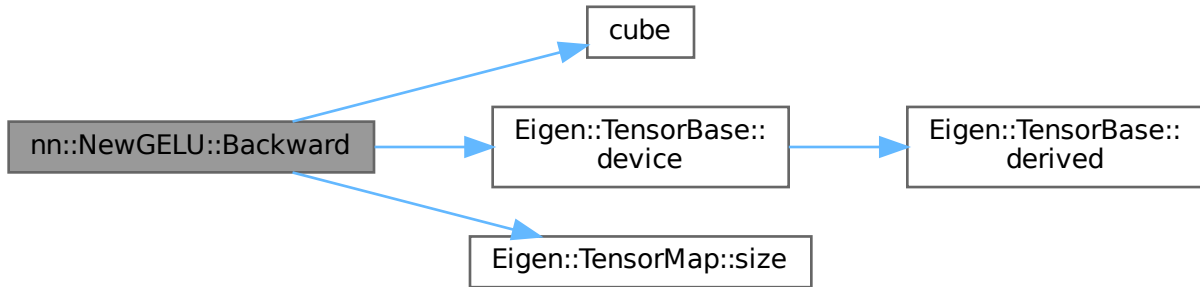 cube
nn::NewGELU::Backward
Eigen::TensorBase::
device
Eigen::TensorBase::
derived
Eigen::TensorMap::size